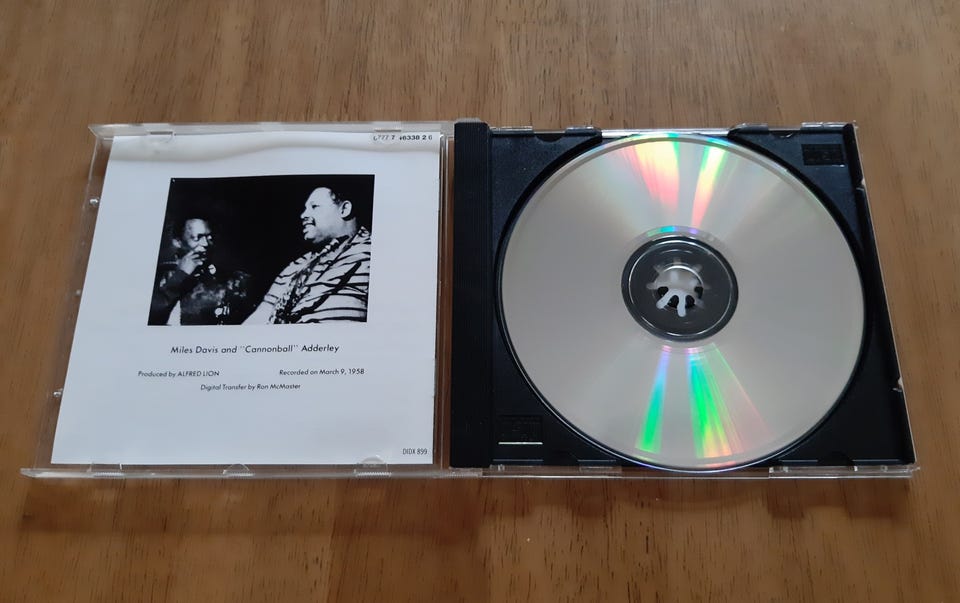 0777 7 46338 2 6
Miles Davis and "Cannonball" Adderley
Produced by ALFRED LION Recorded on March 9, 1958
Digital Transfer by Ron McMaster
DIDX 899